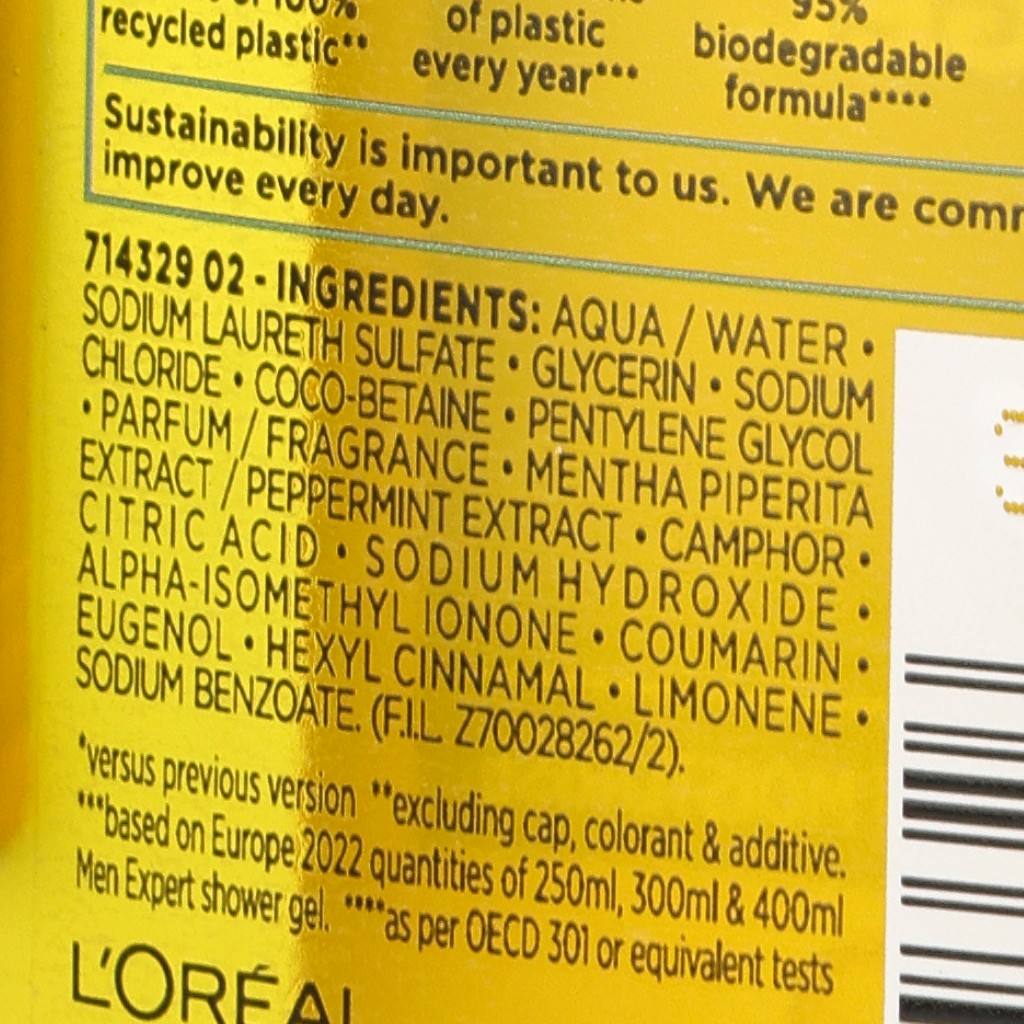 100%
recycled plastic**
of plastic
every year***
95%
biodegradable
formula****
Sustainability is important to us. We are comm
improve every day.
714329 02 - INGREDIENTS: AQUA / WATER •
SODIUM LAURETH SULFATE • GLYCERIN • SODIUM
CHLORIDE • COCO-BETAINE • PENTYLENE GLYCOL
• PARFUM / FRAGRANCE • MENTHA PIPERITA
EXTRACT / PEPPERMINT EXTRACT • CAMPHOR •
CITRIC ACID • SODIUM HYDROXIDE •
ALPHA-ISOMETHYL IONONE • COUMARIN •
EUGENOL • HEXYL CINNAMAL • LIMONENE •
SODIUM BENZOATE. (F.I.L. Z70028262/2).
*versus previous version **excluding cap, colorant & additive.
***based on Europe 2022 quantities of 250ml, 300ml & 400ml
Men Expert shower gel. ****as per OECD 301 or equivalent tests
L'ORÉAL